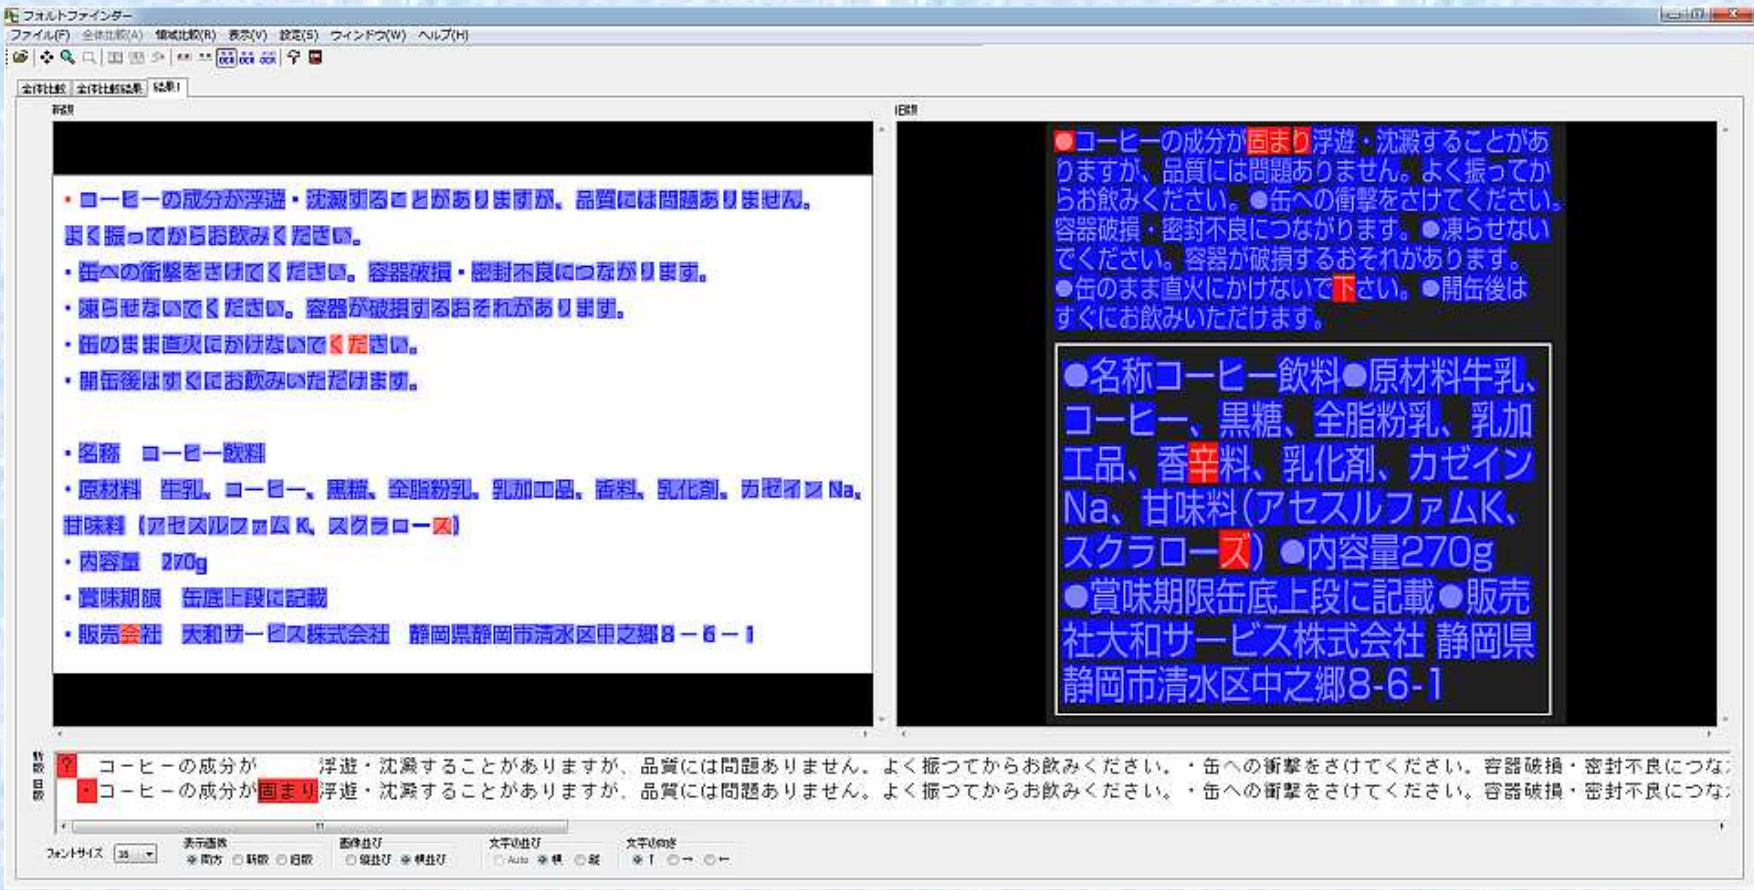 フォルトファインダー
ファイル(F) 全体比較(A) 領域比較(R) 表示(V) 設定(S) ウィンドウ(W) ヘルプ(H)
全体比較 全体比較結果 結果1
新版
・コーヒーの成分が浮遊・沈澱することがありますが、品質には問題ありません。
よく振ってからお飲みください。
・缶への衝撃をさけてください。容器破損・密封不良につながります。
・凍らせないでください。容器が破損するおそれがあります。
・缶のまま直火にかけないでください。
・開缶後はすぐにお飲みいただけます。
・名称 コーヒー飲料
・原材料 牛乳、コーヒー、黒糖、全脂粉乳、乳加工品、香料、乳化剤、カゼインNa、
甘味料（アセスルファムK、スクラロース）
・内容量 270g
・賞味期限 缶底上段に記載
・販売会社 大和サービス株式会社 静岡県静岡市清水区中之郷8－6－1
旧版
●コーヒーの成分が固まり浮遊・沈澱することがあ
りますが、品質には問題ありません。よく振ってか
らお飲みください。●缶への衝撃をさけてください。
容器破損・密封不良につながります。●凍らせない
でください。容器が破損するおそれがあります。
●缶のまま直火にかけないで下さい。●開缶後は
すぐにお飲みいただけます。
●名称コーヒー飲料●原材料牛乳、
コーヒー、黒糖、全脂粉乳、乳加
工品、香辛料、乳化剤、カゼイン
Na、甘味料(アセスルファムK、
スクラローズ) ●内容量270g
●賞味期限缶底上段に記載●販売
社大和サービス株式会社 静岡県
静岡市清水区中之郷8-6-1
新版 ? コーヒーの成分が 浮遊・沈澱することがありますが、品質には問題ありません。よく振つてからお飲みください。・缶への衝撃をさけてください。容器破損・密封不良につな
旧版 ・コーヒーの成分が固まり浮遊・沈澱することがありますが、品質には問題ありません。よく振つてからお飲みください。・缶への衝撃をさけてください。容器破損・密封不良につな
表示画像 画像並び 文字の並び 文字の向き
フォントサイズ 36 両方 新版 旧版 縦並び 横並び Auto 横 縦 ↑ → ←